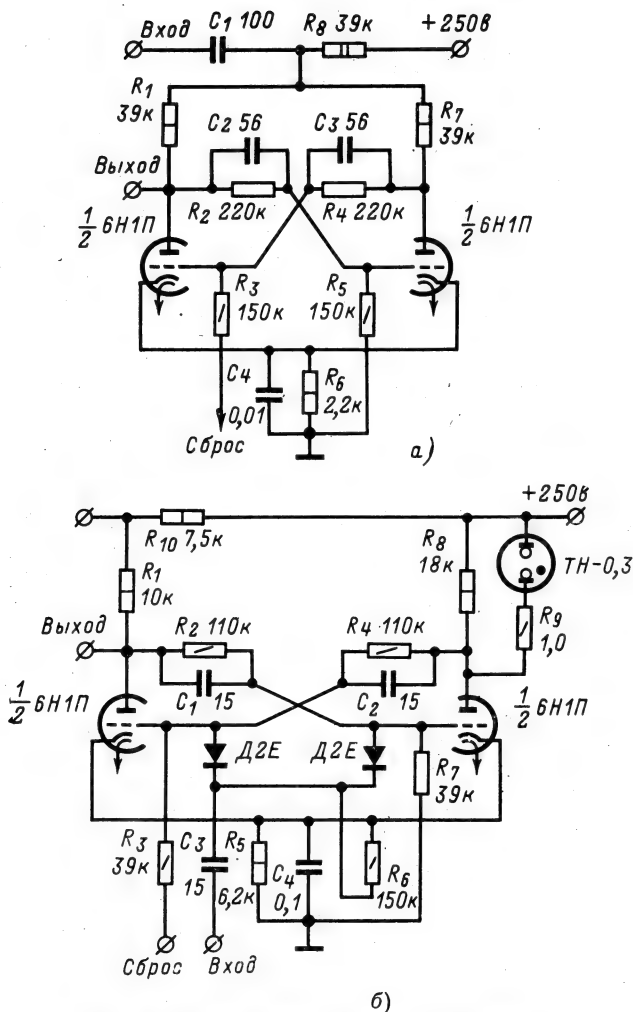 Вход C1 100 R8 39к +250в
R1 39к
C2 56
C3 56
R7 39к
Выход
R2 220к
R4 220к
1/2 6Н1П
1/2 6Н1П
R3 150к
R5 150к
C4 0,01
R6 2,2к
Сброс
а)
+250в
R10 7,5к
R1 10к
R8 18к
ТН-0,3
R9 1,0
Выход
R2 110к
R4 110к
C1 15
C2 15
1/2 6Н1П
1/2 6Н1П
Д2Е
Д2Е
R7 39к
R3 39к
C3 15
R5 6,2к
C4 0,1
R6 150к
Сброс Вход
б)